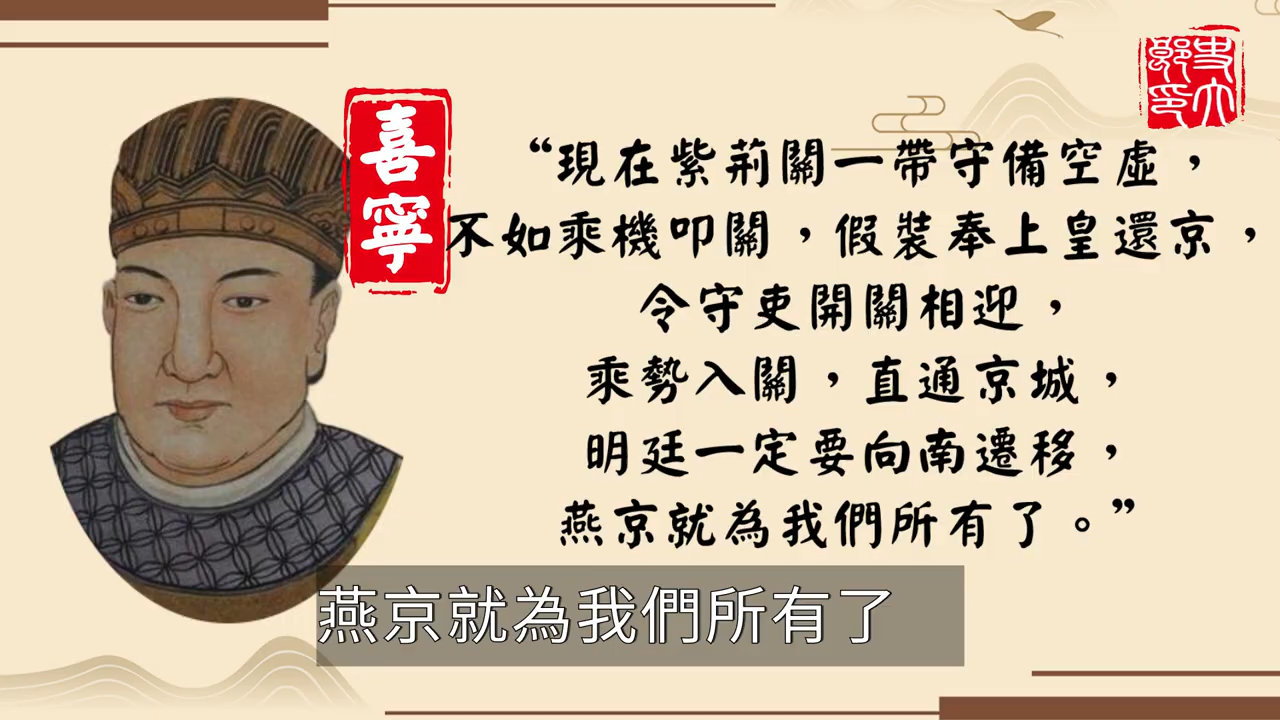 喜寧
“現在紫荊關一帶守備空虛，
不如乘機叩關，假裝奉上皇還京，
令守吏開關相迎，
乘勢入關，直通京城，
明廷一定要向南遷移，
燕京就為我們所有了。”
燕京就為我們所有了